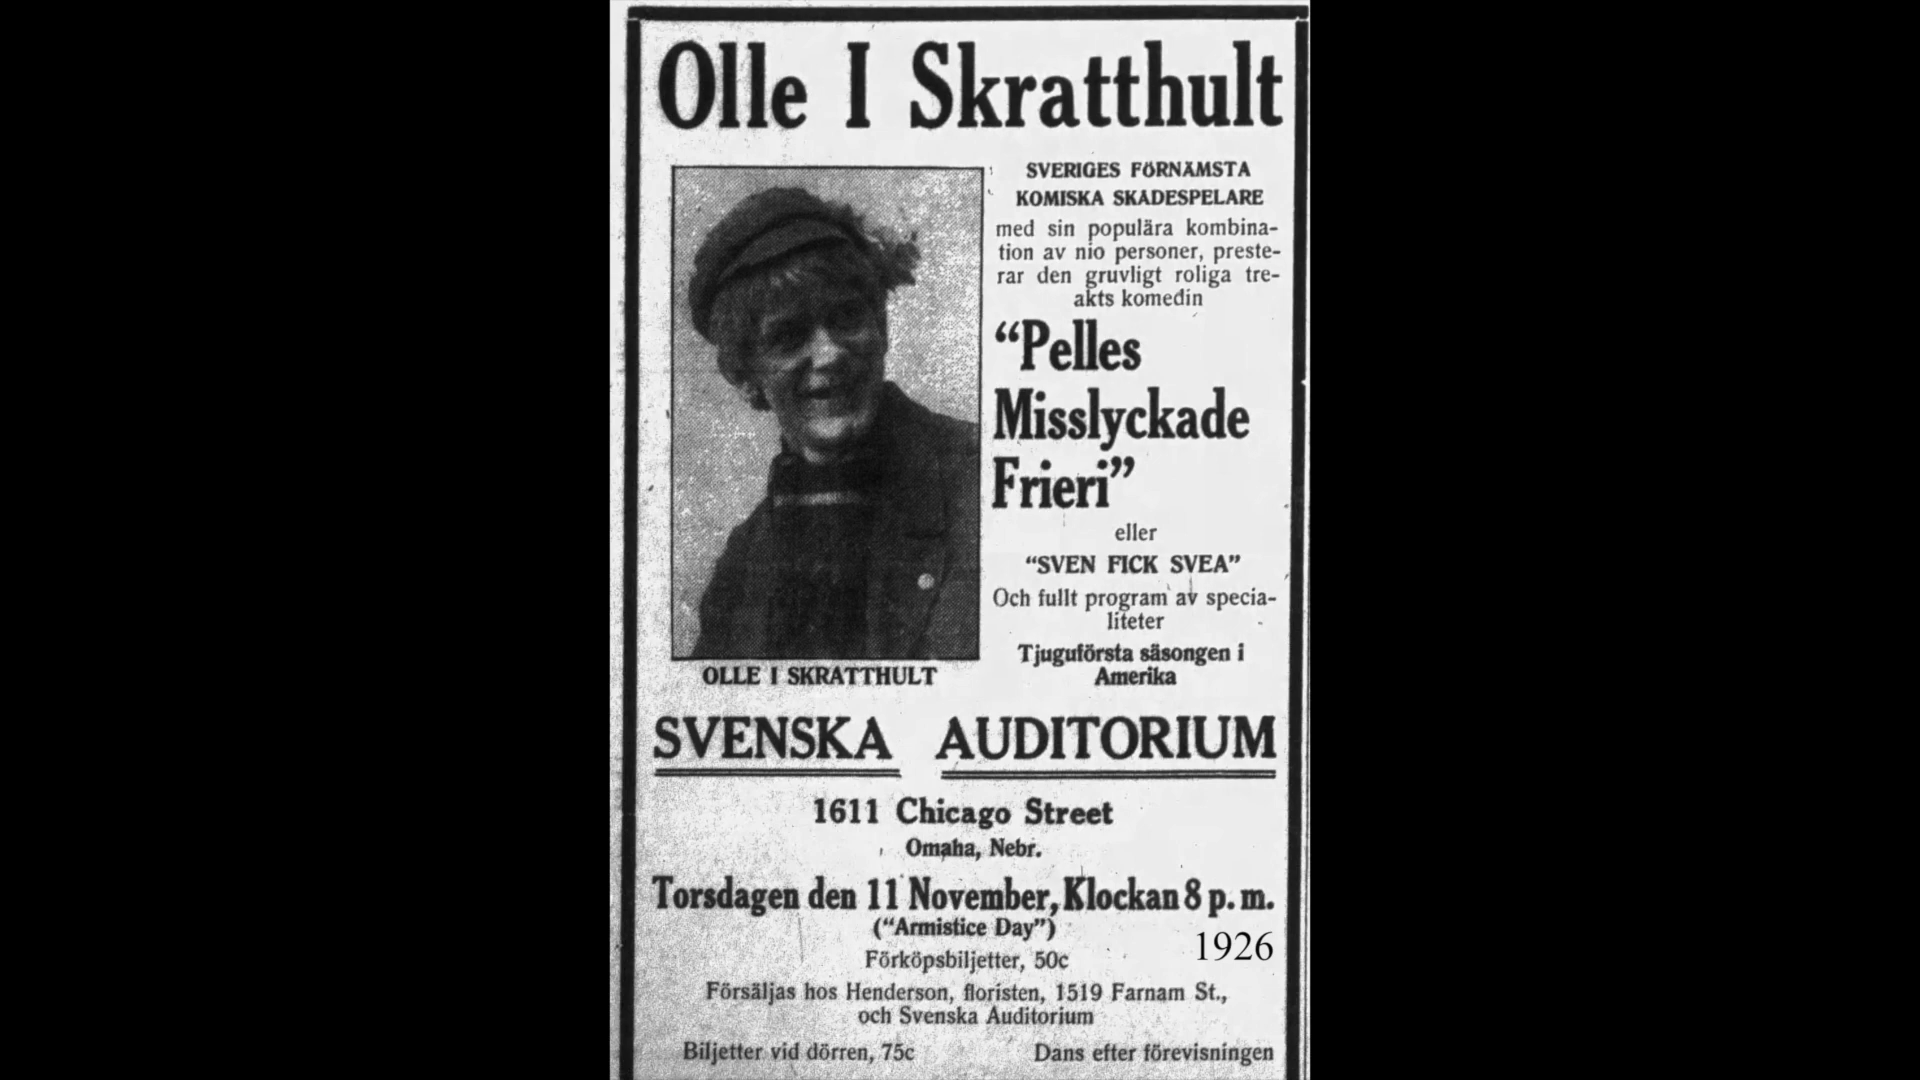 Olle I Skratthult
SVERIGES FÖRNÄMSTA
KOMISKA SKADESPELARE
med sin populära kombina-
tion av nio personer, preste-
rar den gruvligt roliga tre-
akts komedin
“Pelles
Misslyckade
Frieri”
eller
“SVEN FICK SVEA”
Och fullt program av specia-
liteter
Tjuguförsta säsongen i
Amerika
OLLE I SKRATTHULT
SVENSKA AUDITORIUM
1611 Chicago Street
Omaha, Nebr.
Torsdagen den 11 November, Klockan 8 p. m.
(“Armistice Day”)
1926
Förköpsbiljetter, 50c
Försäljas hos Henderson, floristen, 1519 Farnam St.,
och Svenska Auditorium
Biljetter vid dörren, 75c Dans efter förevisningen